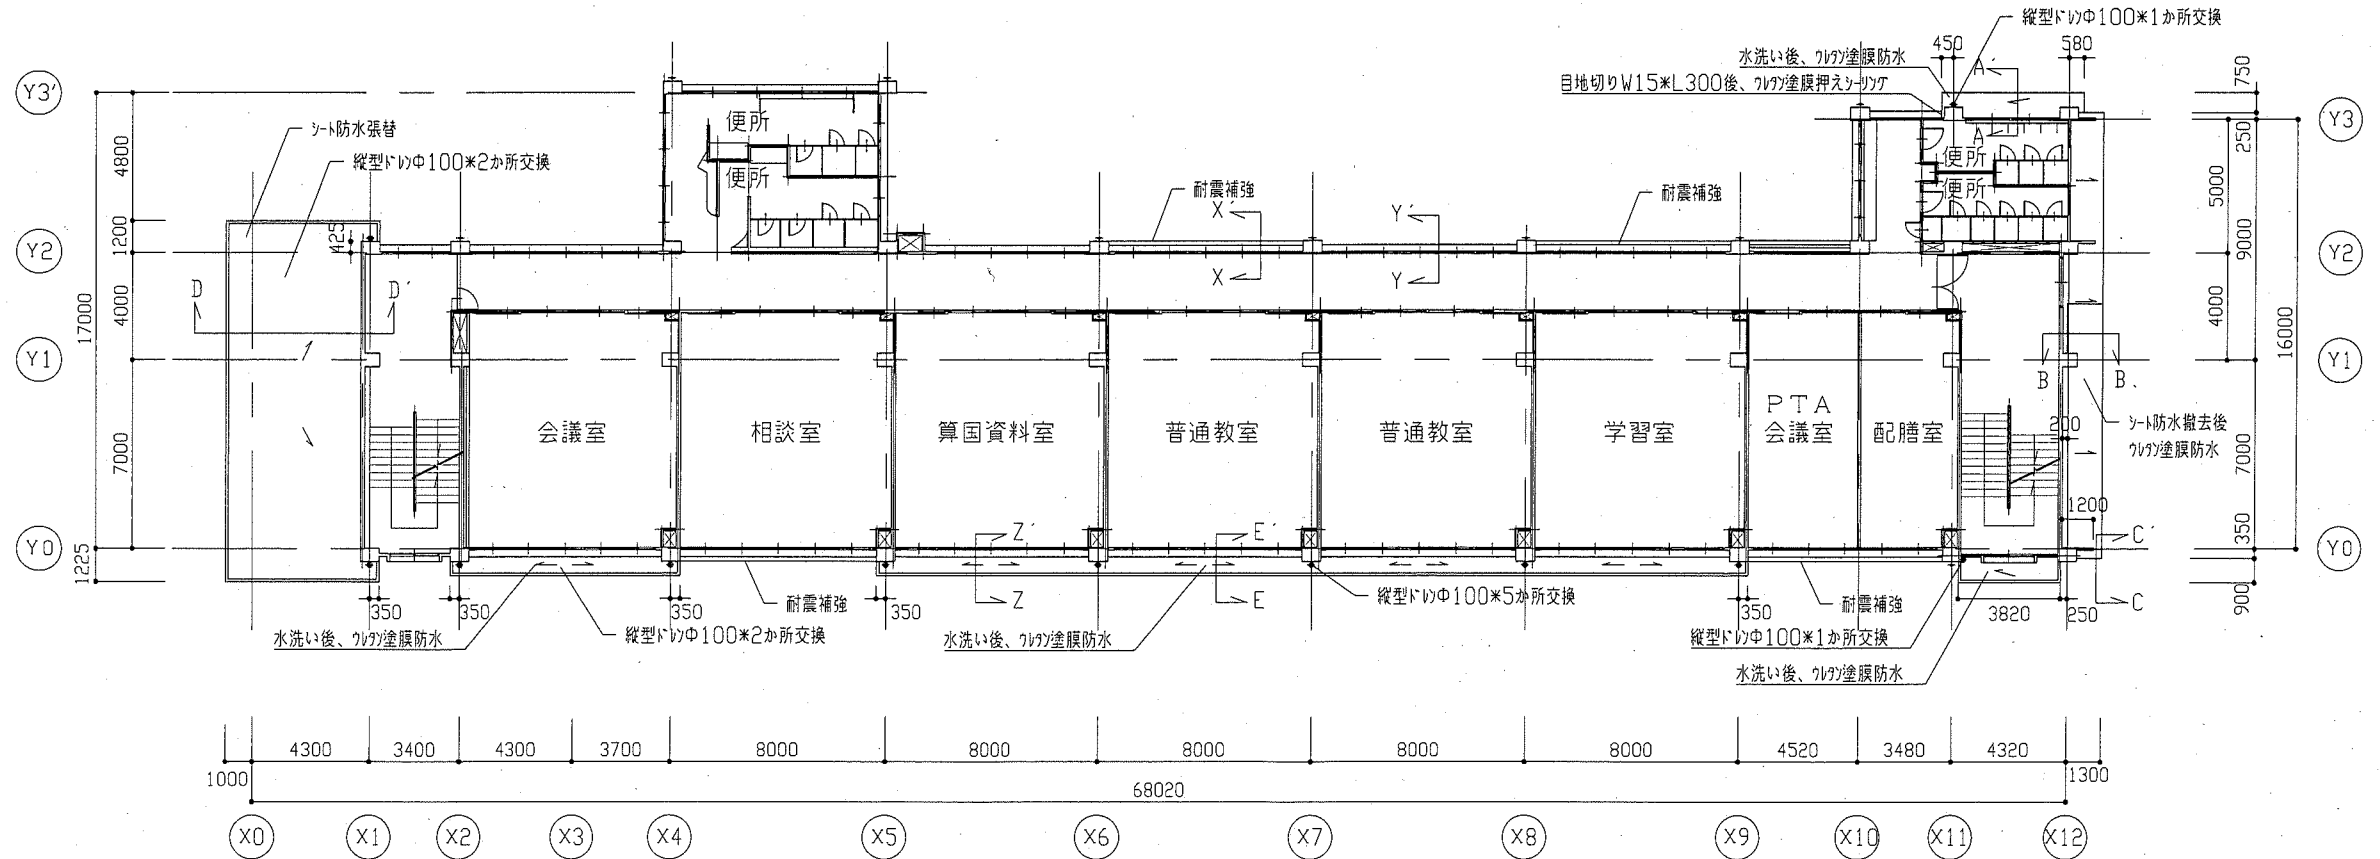 縦型ﾄﾞﾚﾝΦ100*1か所交換
水洗い後、ｳﾚﾀﾝ塗膜防水
450
580
目地切りW15*L300後、ｳﾚﾀﾝ塗膜押えｼｰﾘﾝｸﾞ
A'
750
Y3'
Y3
ｼｰﾄ防水張替
縦型ﾄﾞﾚﾝΦ100*2か所交換
便所
便所
A
便所
便所
250
4800
5000
耐震補強
耐震補強
X'
Y'
1200
425
9000
Y2
Y2
X
Y
D
D'
17000
4000
4000
16000
Y1
Y1
B
B'
会議室
相談室
算国資料室
普通教室
普通教室
学習室
PTA
会議室
配膳室
200
ｼｰﾄ防水撤去後
ｳﾚﾀﾝ塗膜防水
7000
7000
1200
350
Z'
E'
C'
Y0
Y0
1225
Z
E
C
900
350
350
350
350
350
3820
250
耐震補強
縦型ﾄﾞﾚﾝΦ100*5か所交換
耐震補強
水洗い後、ｳﾚﾀﾝ塗膜防水
縦型ﾄﾞﾚﾝΦ100*2か所交換
水洗い後、ｳﾚﾀﾝ塗膜防水
縦型ﾄﾞﾚﾝΦ100*1か所交換
水洗い後、ｳﾚﾀﾝ塗膜防水
4300
3400
4300
3700
8000
8000
8000
8000
8000
4520
3480
4320
1000
1300
68020
X0
X1
X2
X3
X4
X5
X6
X7
X8
X9
X10
X11
X12